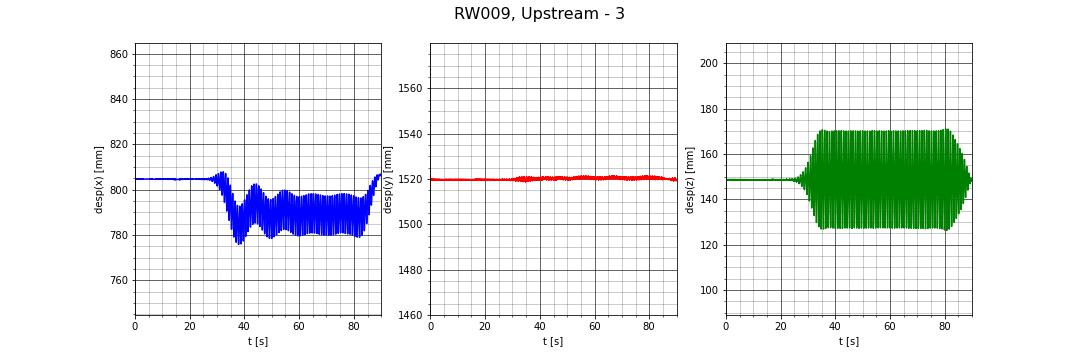 RW009, Upstream - 3
desp(x) [mm]
860
840
820
800
780
760
0 20 40 60 80
t [s]
desp(y) [mm]
1560
1540
1520
1500
1480
1460
0 20 40 60 80
t [s]
desp(z) [mm]
200
180
160
140
120
100
0 20 40 60 80
t [s]